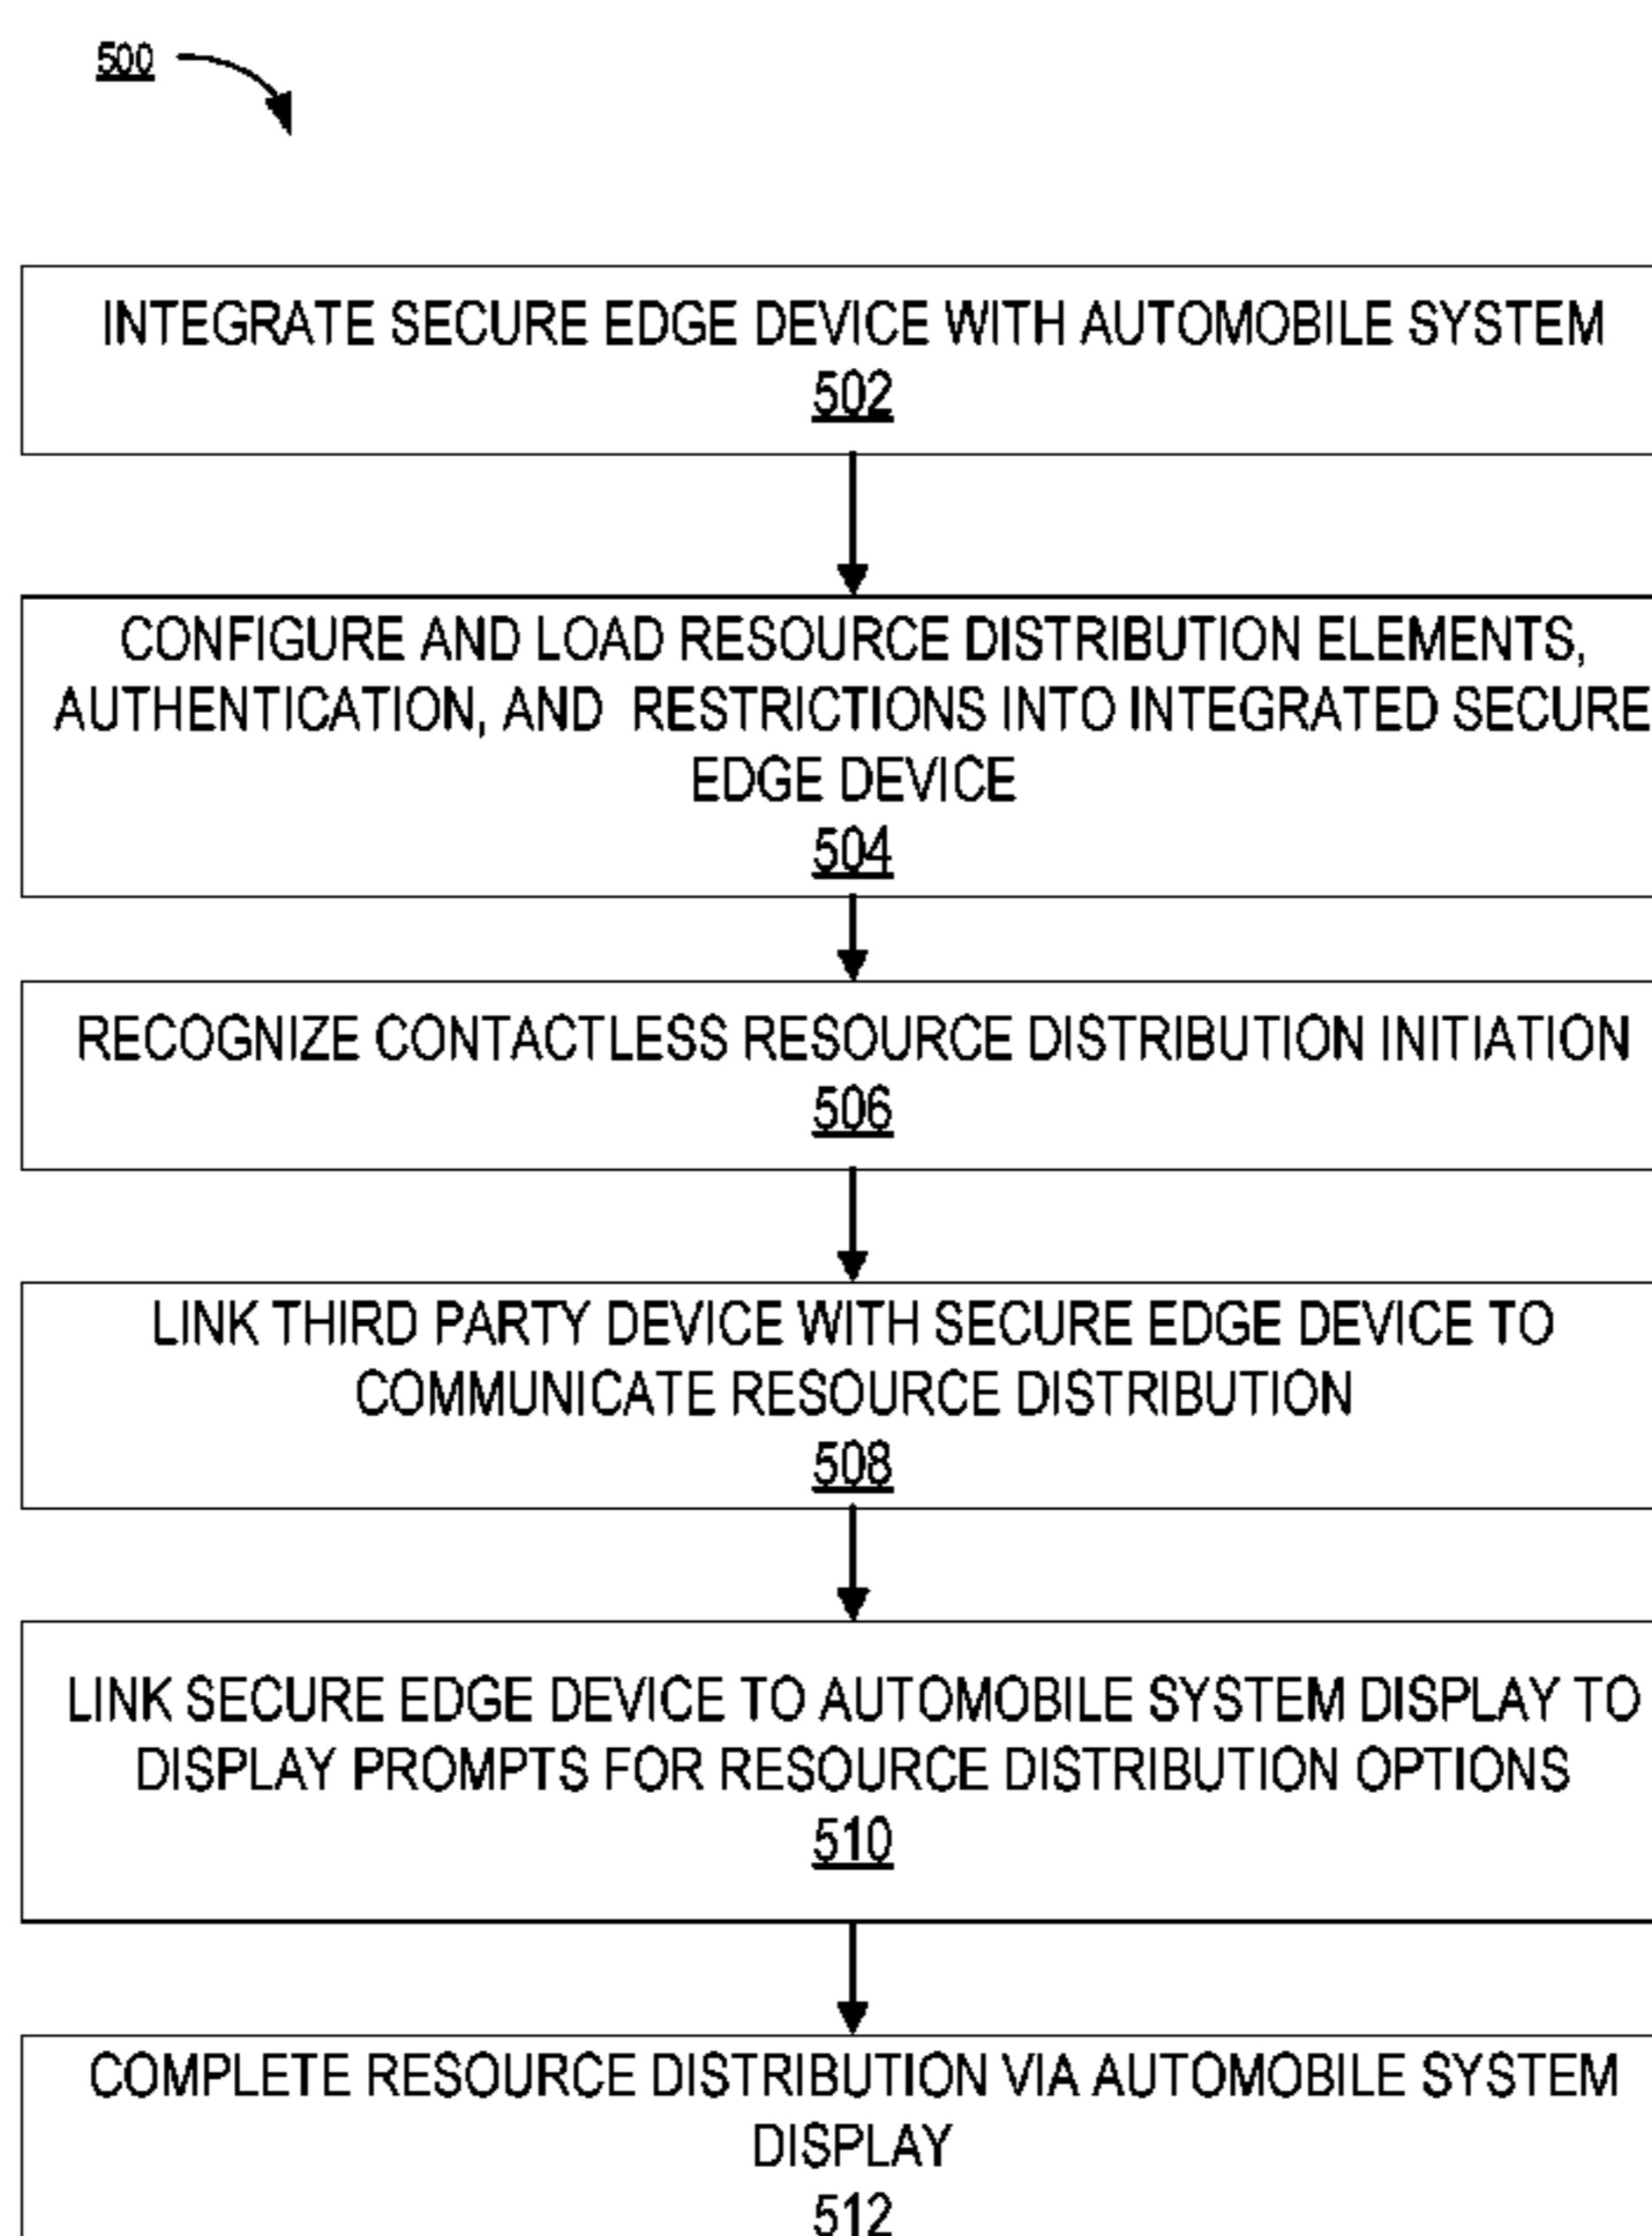 500
INTEGRATE SECURE EDGE DEVICE WITH AUTOMOBILE SYSTEM
502
CONFIGURE AND LOAD RESOURCE DISTRIBUTION ELEMENTS,
AUTHENTICATION, AND RESTRICTIONS INTO INTEGRATED SECURE
EDGE DEVICE
504
RECOGNIZE CONTACTLESS RESOURCE DISTRIBUTION INITIATION
506
LINK THIRD PARTY DEVICE WITH SECURE EDGE DEVICE TO
COMMUNICATE RESOURCE DISTRIBUTION
508
LINK SECURE EDGE DEVICE TO AUTOMOBILE SYSTEM DISPLAY TO
DISPLAY PROMPTS FOR RESOURCE DISTRIBUTION OPTIONS
510
COMPLETE RESOURCE DISTRIBUTION VIA AUTOMOBILE SYSTEM
DISPLAY
512